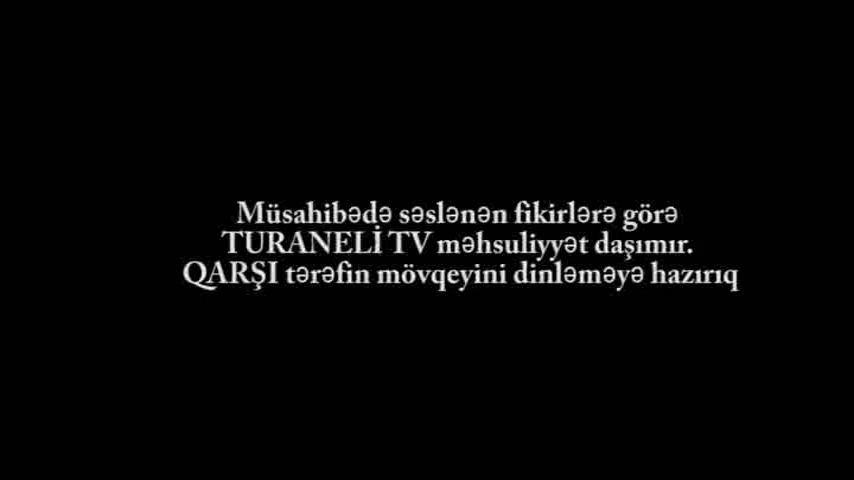 Müsahibədə səslənən fikirlərə görə
TURANELİ TV məhsuliyyət daşımır.
QARŞI tərəfin mövqeyini dinləməyə hazırıq